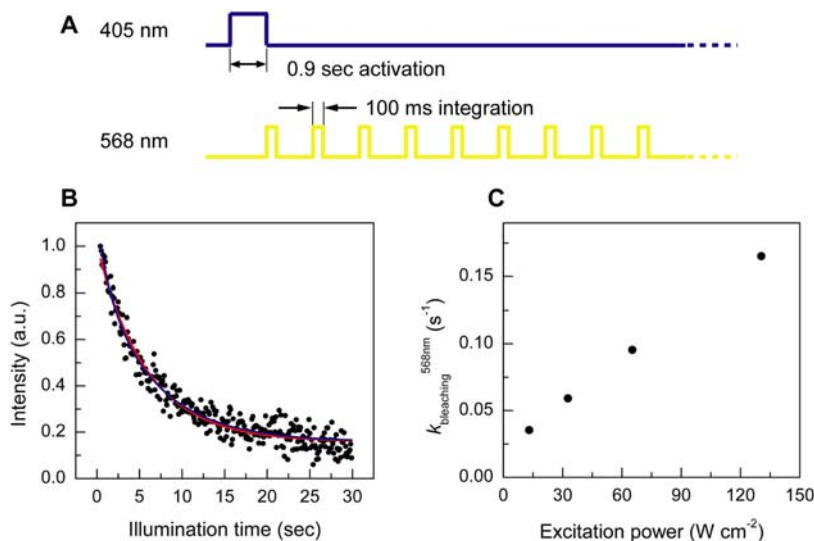 A
405 nm
0.9 sec activation
100 ms integration
568 nm
B
1.0
0.8
0.6
0.4
0.2
0.0
Intensity (a.u.)
0 5 10 15 20 25 30
Illumination time (sec)
C
0.15
0.10
0.05
0.00
k bleaching 568nm (s-1)
0 30 60 90 120 150
Excitation power (W cm-2)